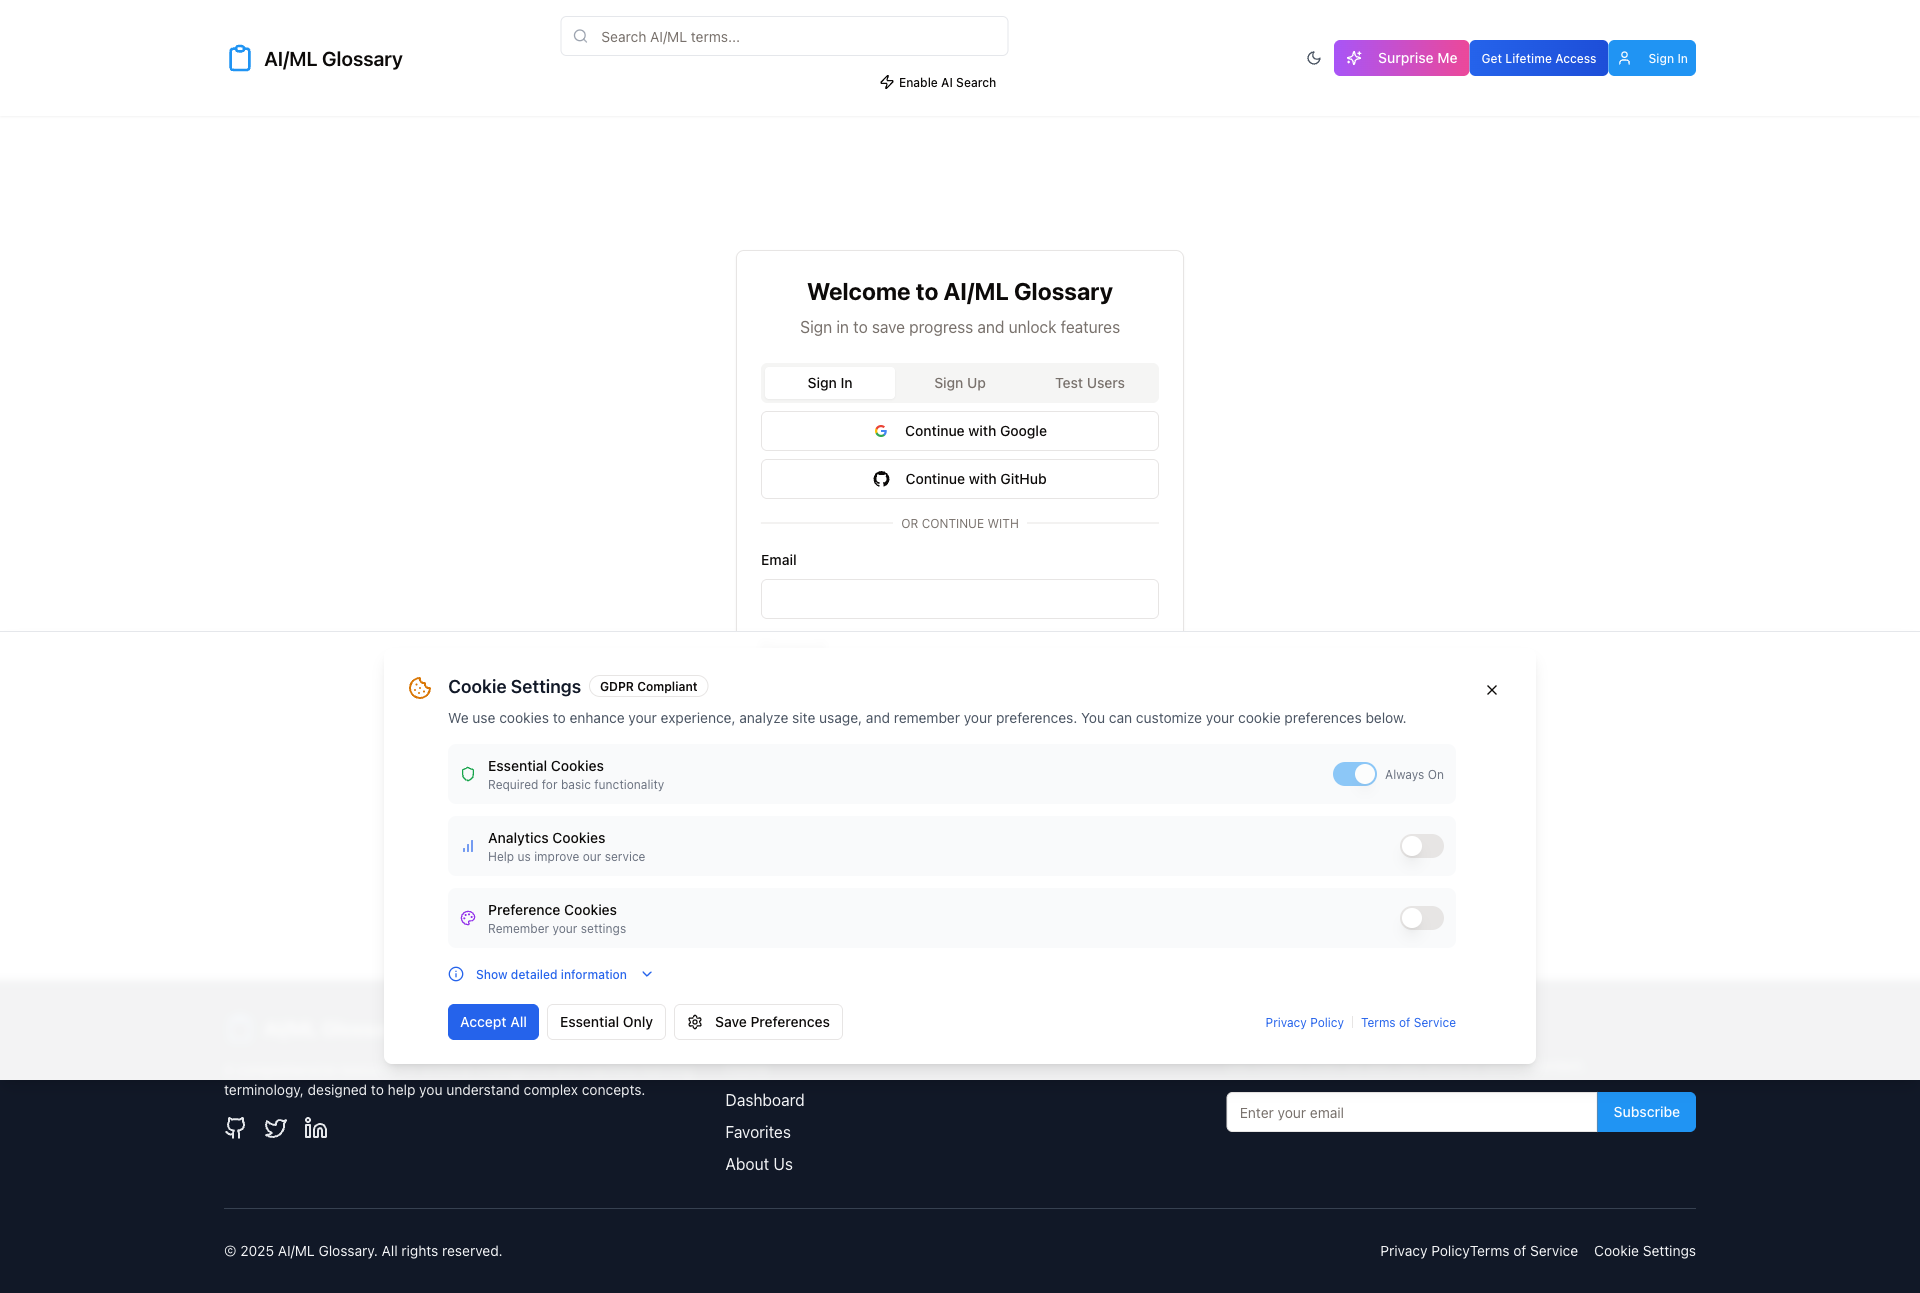 AI/ML Glossary
Search AI/ML terms...
Enable AI Search
Surprise Me
Get Lifetime Access
Sign In
Welcome to AI/ML Glossary
Sign in to save progress and unlock features
Sign In
Sign Up
Test Users
Continue with Google
Continue with GitHub
OR CONTINUE WITH
Email
Cookie Settings
GDPR Compliant
We use cookies to enhance your experience, analyze site usage, and remember your preferences. You can customize your cookie preferences below.
Essential Cookies
Required for basic functionality
Always On
Analytics Cookies
Help us improve our service
Preference Cookies
Remember your settings
Show detailed information
Accept All
Essential Only
Save Preferences
Privacy Policy
Terms of Service
terminology, designed to help you understand complex concepts.
Dashboard
Favorites
About Us
Enter your email
Subscribe
© 2025 AI/ML Glossary. All rights reserved.
Privacy Policy
Terms of Service
Cookie Settings